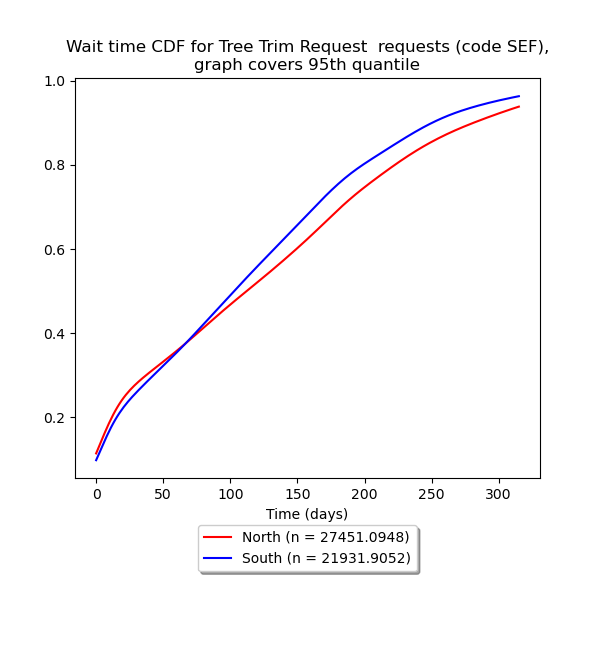 Wait time CDF for Tree Trim Request  requests (code SEF),
graph covers 95th quantile
1.0
0.8
0.6
0.4
0.2
0 50 100 150 200 250 300
Time (days)
North (n = 27451.0948)
South (n = 21931.9052)